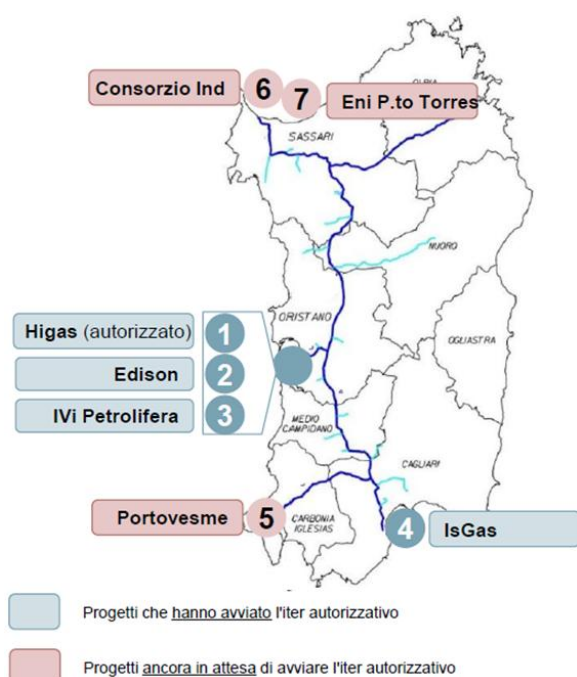 Consorzio Ind
6
7
Eni P.to Torres
SASSARI
NUORO
ORISTANO
OGLIASTRA
Higas (autorizzato)
1
Edison
2
IVi Petrolifera
3
MEDIO
CAMPIDANO
CAGLIARI
Portovesme
5
CARBONIA
IGLESIAS
4
IsGas
Progetti che hanno avviato l'iter autorizzativo
Progetti ancora in attesa di avviare l'iter autorizzativo